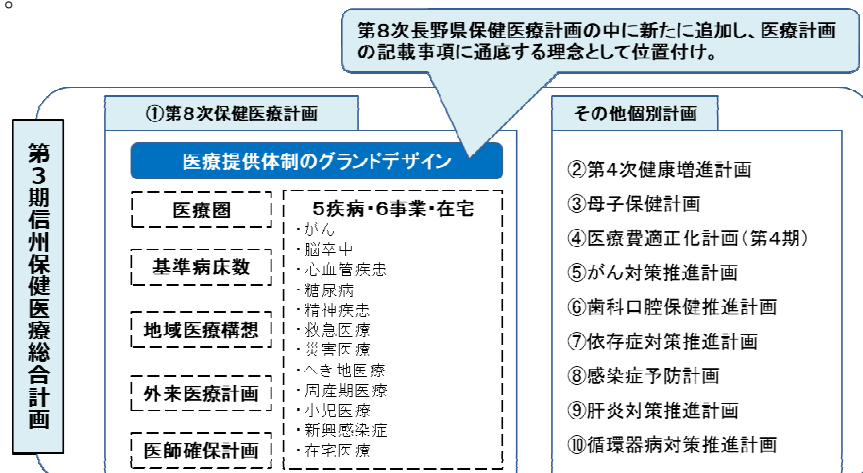 。
第8次長野県保健医療計画の中に新たに追加し、医療計画
の記載事項に通底する理念として位置付け。
第3期信州保健医療総合計画
①第8次保健医療計画
医療提供体制のグランドデザイン
医療圏
基準病床数
地域医療構想
外来医療計画
医師確保計画
5疾病・6事業・在宅
・がん
・脳卒中
・心血管疾患
・糖尿病
・精神疾患
・救急医療
・災害医療
・へき地医療
・周産期医療
・小児医療
・新興感染症
・在宅医療
その他個別計画
②第4次健康増進計画
③母子保健計画
④医療費適正化計画(第4期)
⑤がん対策推進計画
⑥歯科口腔保健推進計画
⑦依存症対策推進計画
⑧感染症予防計画
⑨肝炎対策推進計画
⑩循環器病対策推進計画